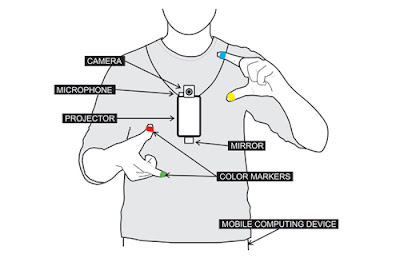 CAMERA
MICROPHONE
PROJECTOR
MIRROR
COLOR MARKERS
MOBILE COMPUTING DEVICE